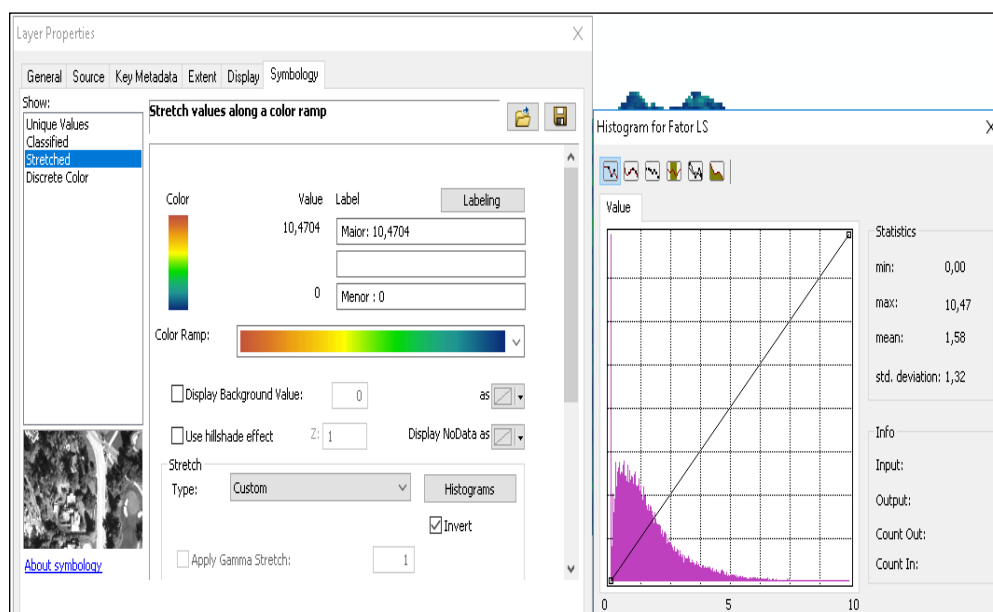 Layer Properties
General Source Key Metadata Extent Display Symbology
Show:
Unique Values
Classified
Stretched
Discrete Color
Stretch values along a color ramp
Color Value Label Labeling
10,4704 Maior: 10,4704
0 Menor : 0
Color Ramp:
Display Background Value: 0 as
Use hillshade effect Z: 1 Display NoData as
Stretch
Type: Custom Histograms
Invert
Apply Gamma Stretch: 1
About symbology
Histogram for Fator LS
Value
Statistics
min: 0,00
max: 10,47
mean: 1,58
std. deviation: 1,32
Info
Input:
Output:
Count Out:
Count In:
0 5 10